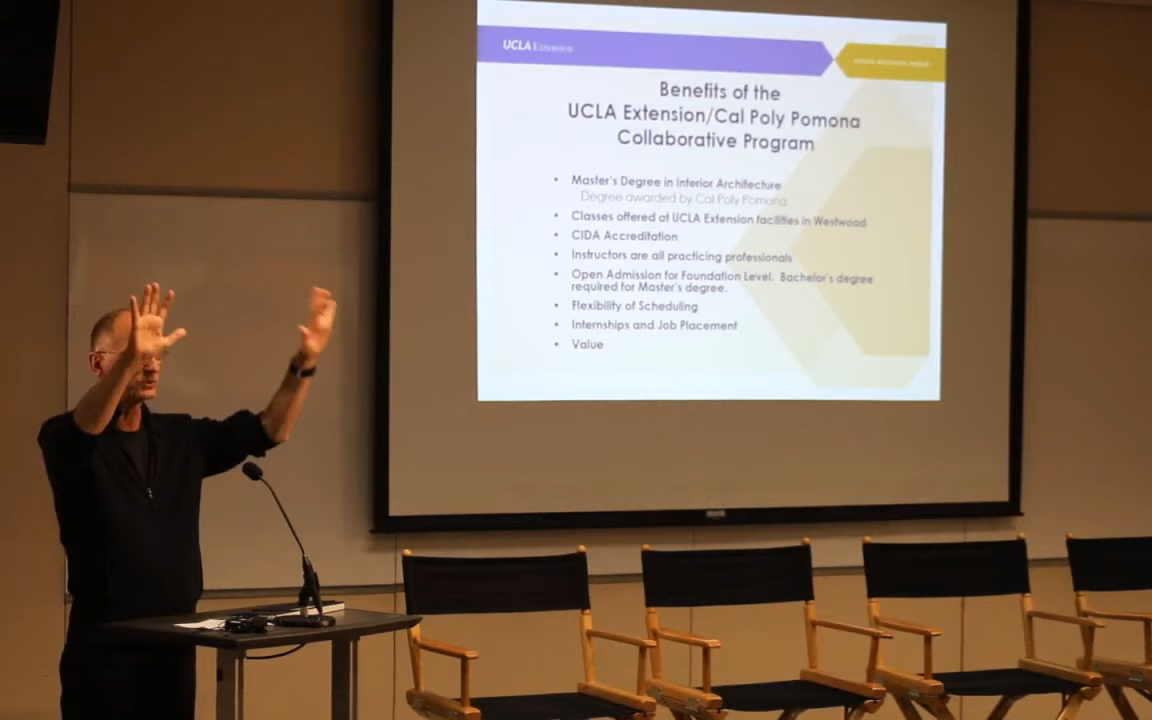 UCLA Extension
Benefits of the
UCLA Extension/Cal Poly Pomona
Collaborative Program
• Master's Degree in Interior Architecture
Degree awarded by Cal Poly Pomona
• Classes offered at UCLA Extension facilities in Westwood
• CIDA Accreditation
• Instructors are all practicing professionals
• Open Admission for Foundation Level. Bachelor's degree
required for Master's degree.
• Flexibility of Scheduling
• Internships and Job Placement
• Value